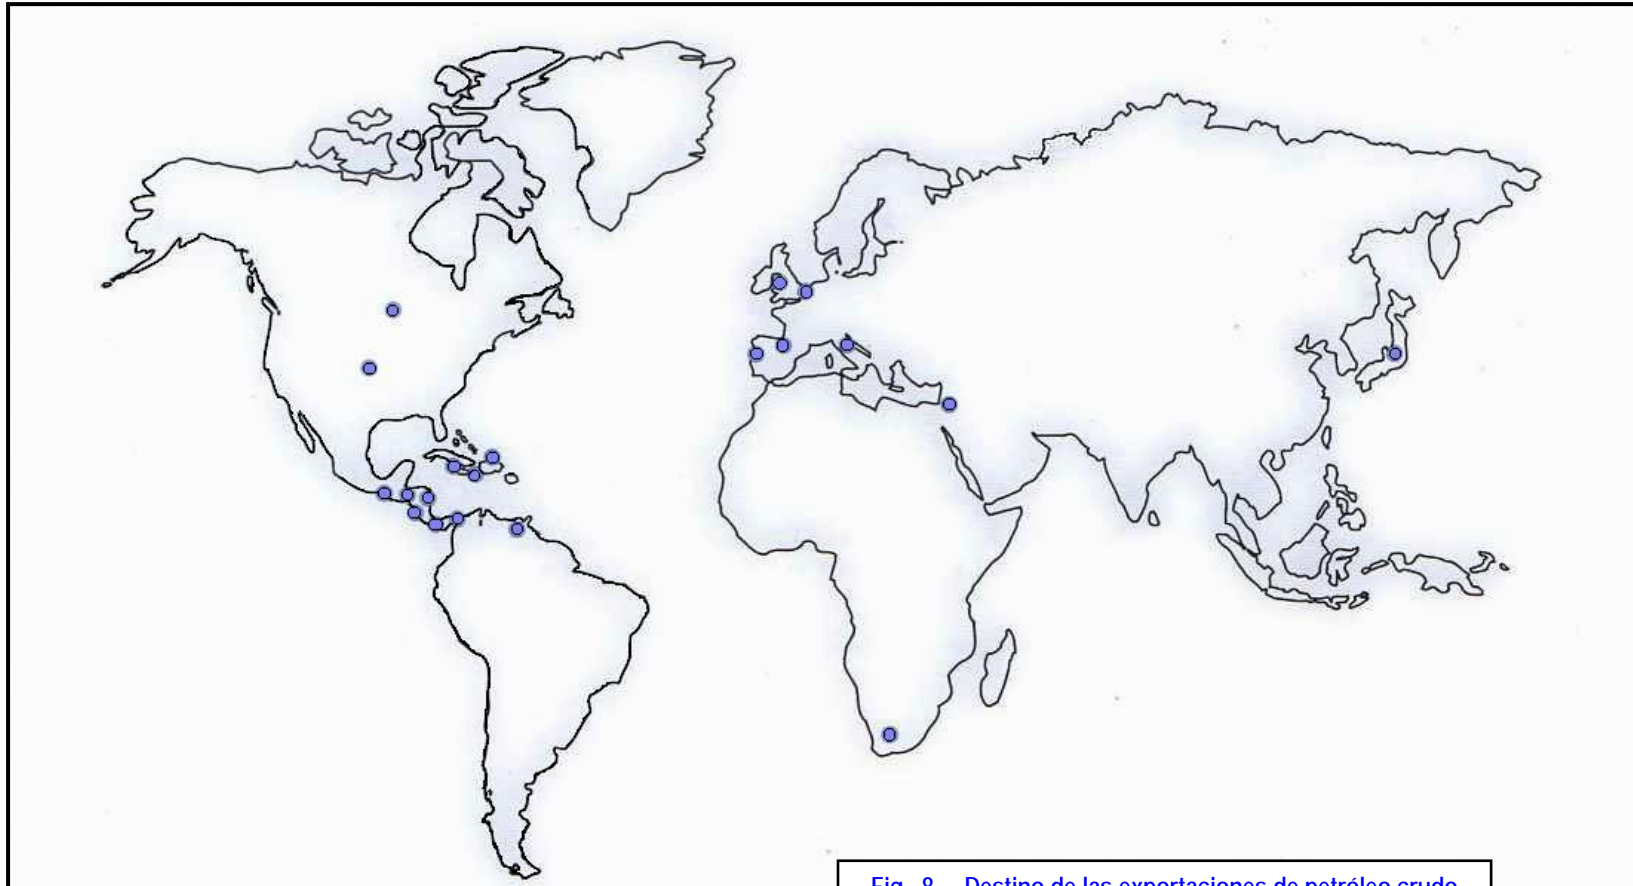 Fig. 8. Destino de las exportaciones de petróleo crudo